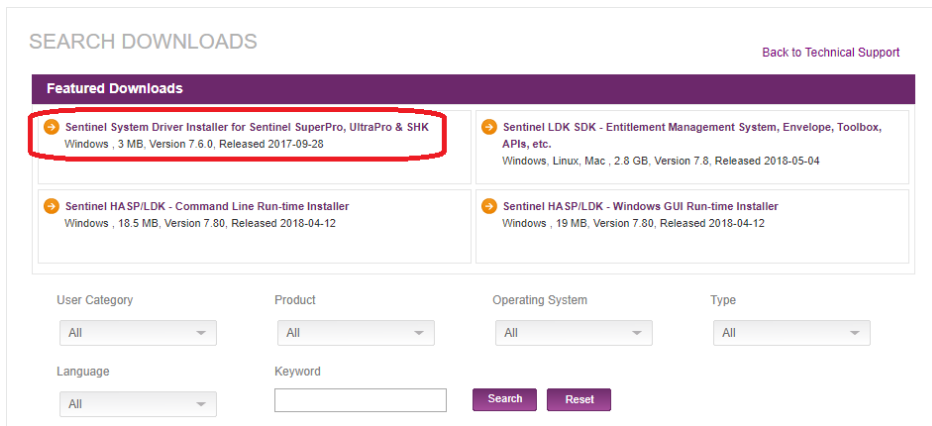 SEARCH DOWNLOADS
Back to Technical Support
Featured Downloads
Sentinel System Driver Installer for Sentinel SuperPro, UltraPro & SHK
Windows , 3 MB, Version 7.6.0, Released 2017-09-28
Sentinel LDK SDK - Entitlement Management System, Envelope, Toolbox,
APIs, etc.
Windows, Linux, Mac , 2.8 GB, Version 7.8, Released 2018-05-04
Sentinel HASP/LDK - Command Line Run-time Installer
Windows , 18.5 MB, Version 7.80, Released 2018-04-12
Sentinel HASP/LDK - Windows GUI Run-time Installer
Windows , 19 MB, Version 7.80, Released 2018-04-12
User Category
Product
Operating System
Type
All
All
All
All
Language
Keyword
All
Search
Reset